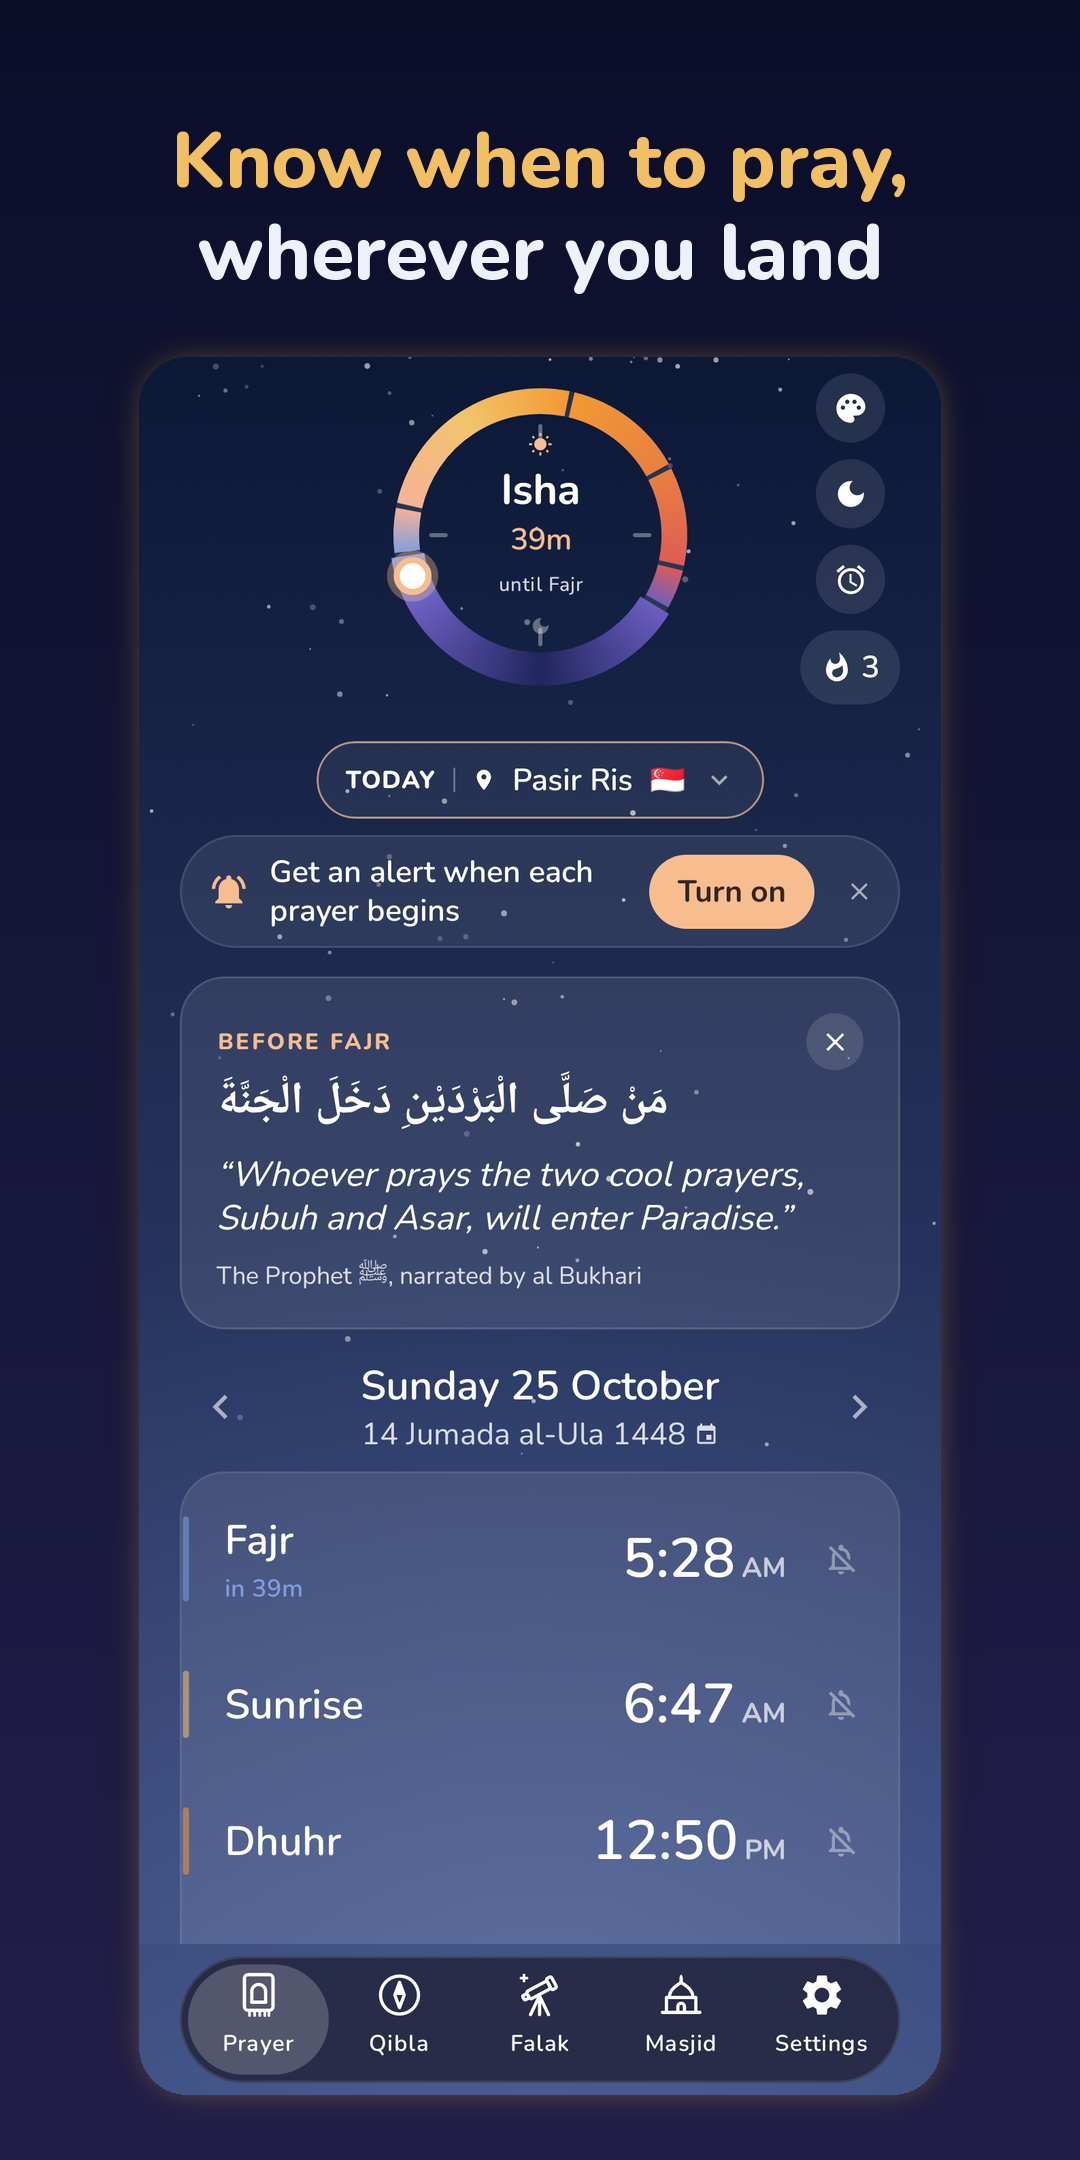 Know when to pray,
wherever you land
Isha
39m
until Fajr
3
TODAY | Pasir Ris 🇸🇬
Get an alert when each
prayer begins
Turn on
BEFORE FAJR
مَنْ صَلَّى الْبَرْدَيْنِ دَخَلَ الْجَنَّةَ
“Whoever prays the two cool prayers,
Subuh and Asar, will enter Paradise.”
The Prophet ﷺ, narrated by al Bukhari
Sunday 25 October
14 Jumada al-Ula 1448
Fajr 5:28 AM
in 39m
Sunrise 6:47 AM
Dhuhr 12:50 PM
Prayer Qibla Falak Masjid Settings